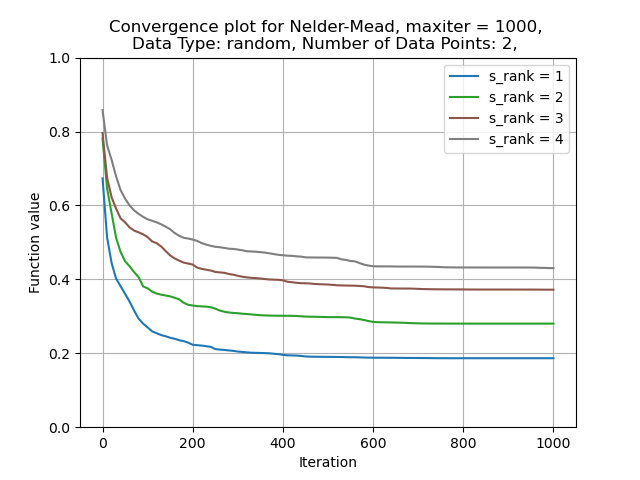 Convergence plot for Nelder-Mead, maxiter = 1000,
Data Type: random, Number of Data Points: 2,
s_rank = 1
s_rank = 2
s_rank = 3
s_rank = 4
Function value
1.0
0.8
0.6
0.4
0.2
0.0
0 200 400 600 800 1000
Iteration